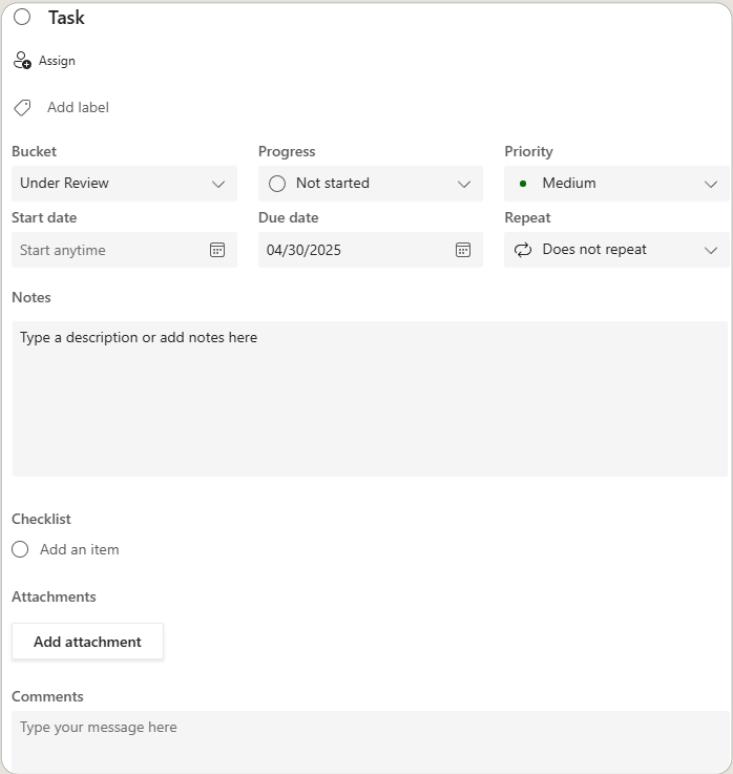 Task
Assign
Add label
Bucket Progress Priority
Under Review Not started Medium
Start date Due date Repeat
Start anytime 04/30/2025 Does not repeat
Notes
Type a description or add notes here
Checklist
Add an item
Attachments
Add attachment
Comments
Type your message here